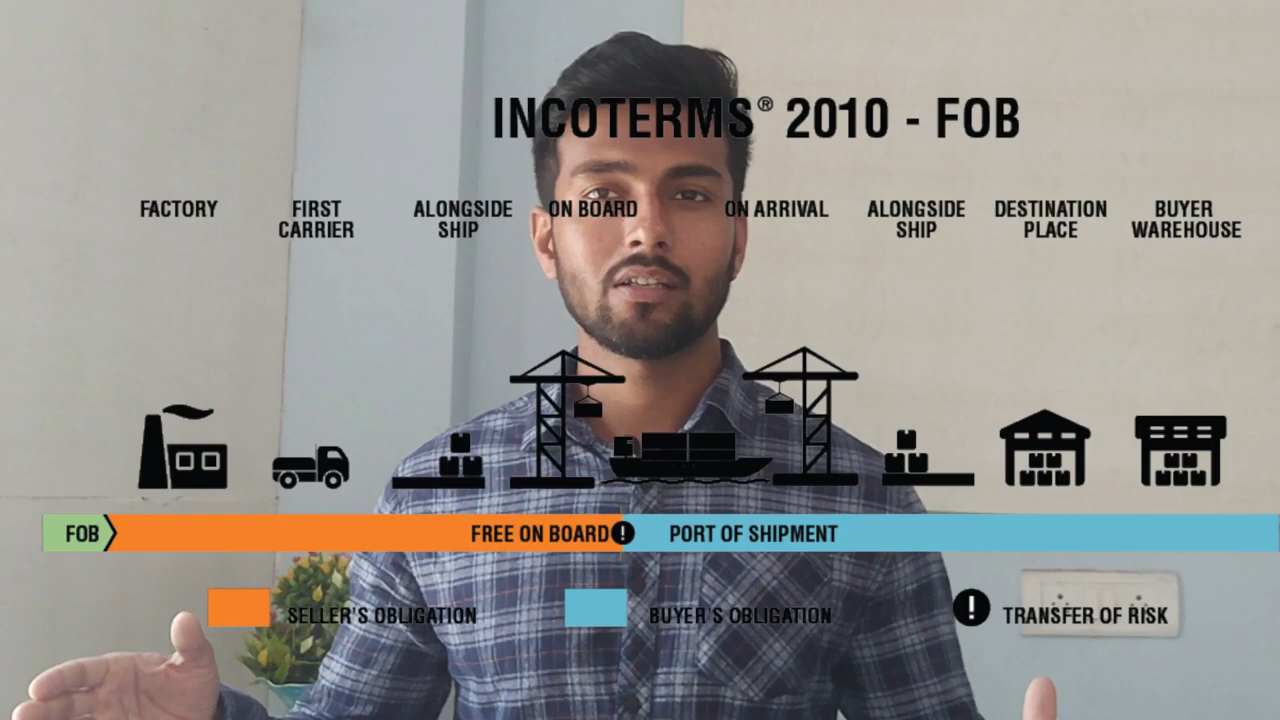 INCOTERMS® 2010 - FOB
FACTORY
FIRST
CARRIER
ALONGSIDE
SHIP
ON BOARD
ON ARRIVAL
ALONGSIDE
SHIP
DESTINATION
PLACE
BUYER
WAREHOUSE
FOB
FREE ON BOARD
!
PORT OF SHIPMENT
SELLER'S OBLIGATION
BUYER'S OBLIGATION
!
TRANSFER OF RISK